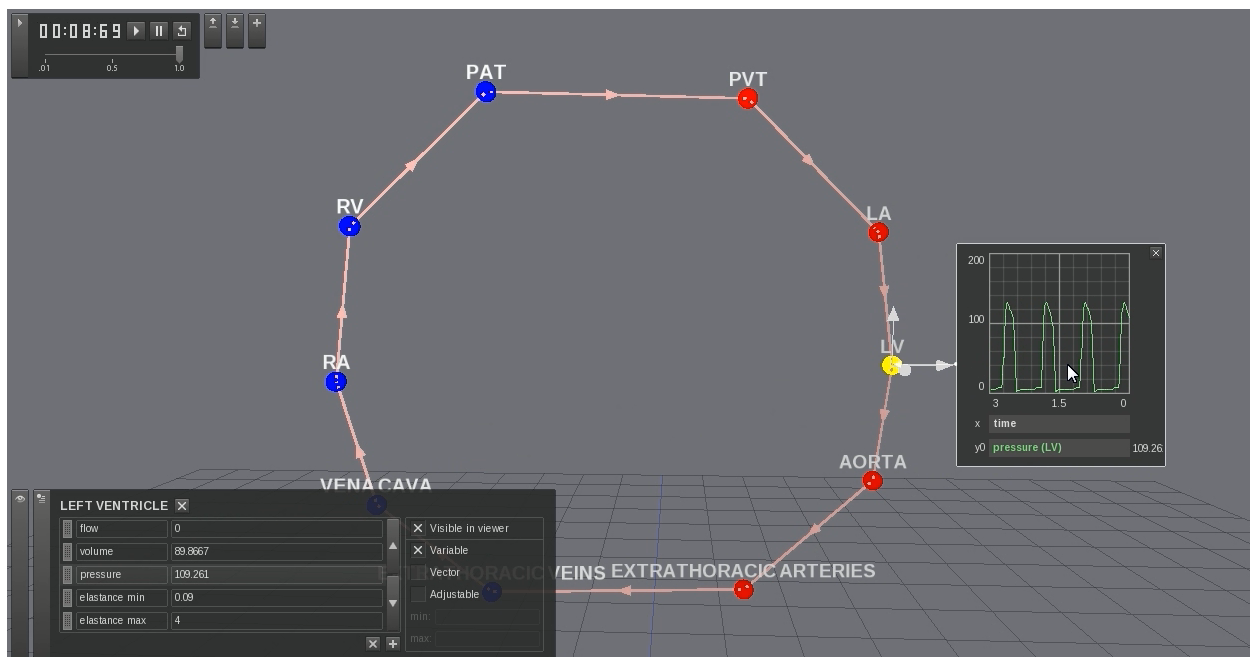 00:08:69
.01 0.5 1.0
PAT
PVT
RV
LA
LV
RA
AORTA
VENA CAVA
VEINS
EXTRATHORACIC ARTERIES
200
100
0
3 1.5 0
x time
y0 pressure (LV) 109.26
LEFT VENTRICLE
flow 0
volume 89.8667
pressure 109.261
elastance min 0.09
elastance max 4
Visible in viewer
Variable
Vector
Adjustable
min:
max: